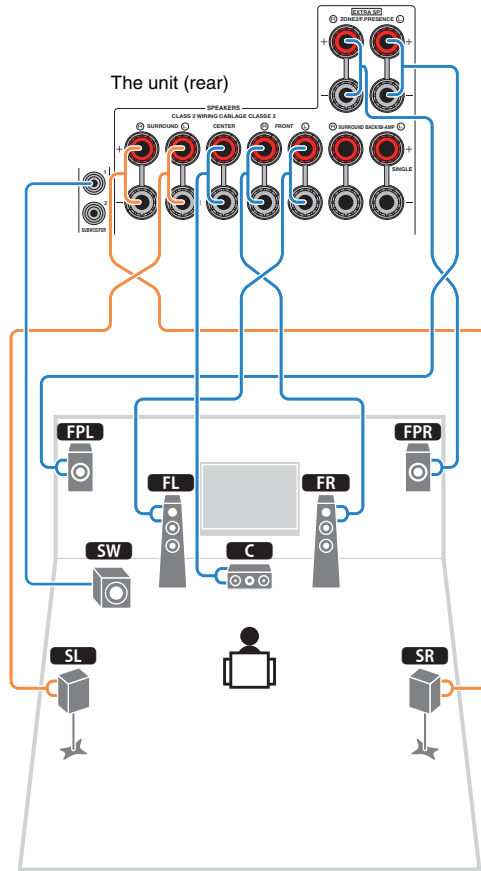 EXTRA SP
R ZONE2/F.PRESENCE L
+
−
The unit (rear)
SPEAKERS
CLASS 2 WIRING CABLAGE CLASSE 2
R SURROUND L CENTER R FRONT L R SURROUND BACK/BI-AMP L
+ +
SINGLE
− −
1
2
SUBWOOFER
FPL FPR
FL FR
SW C
SL SR